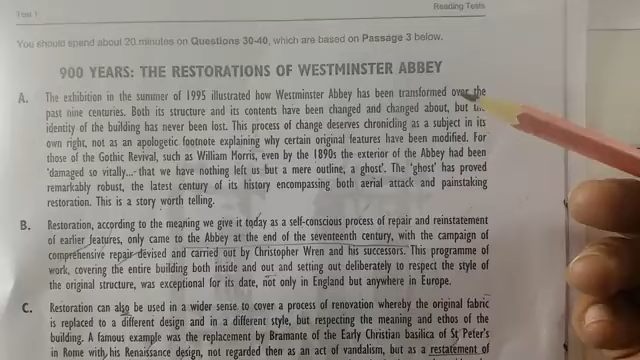 Test 1
Reading Tests
You should spend about 20 minutes on Questions 30-40, which are based on Passage 3 below.
900 YEARS: THE RESTORATIONS OF WESTMINSTER ABBEY
A. The exhibition in the summer of 1995 illustrated how Westminster Abbey has been transformed over the
past nine centuries. Both its structure and its contents have been changed and changed about, but the
identity of the building has never been lost. This process of change deserves chronicling as a subject in its
own right, not as an apologetic footnote explaining why certain original features have been modified. For
those of the Gothic Revival, such as William Morris, even by the 1890s the exterior of the Abbey had been
'damaged so vitally...- that we have nothing left us but a mere outline, a ghost'. The 'ghost' has proved
remarkably robust, the latest century of its history encompassing both aerial attack and painstaking
restoration. This is a story worth telling.
B. Restoration, according to the meaning we give it today as a self-conscious process of repair and reinstatement
of earlier features, only came to the Abbey at the end of the seventeenth century, with the campaign of
comprehensive repair devised and carried out by Christopher Wren and his successors. This programme of
work, covering the entire building both inside and out and setting out deliberately to respect the style of
the original structure, was exceptional for its date, not only in England but anywhere in Europe.
C. Restoration can also be used in a wider sense to cover a process of renovation whereby the original fabric
is replaced to a different design and in a different style, but respecting the meaning and ethos of the
building. A famous example was the replacement by Bramante of the Early Christian basilica of St Peter's
in Rome with his Renaissance design, not regarded then as an act of vandalism, but as a restatement of